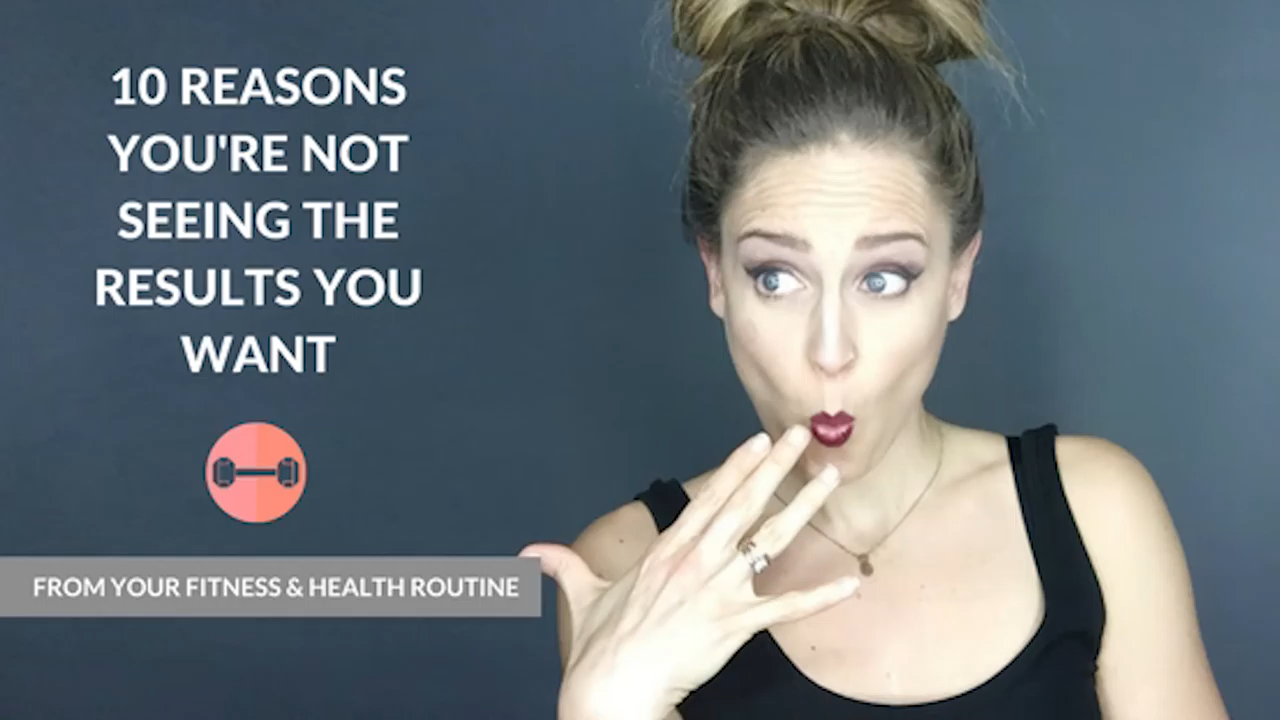 10 REASONS
YOU'RE NOT
SEEING THE
RESULTS YOU
WANT
FROM YOUR FITNESS & HEALTH ROUTINE